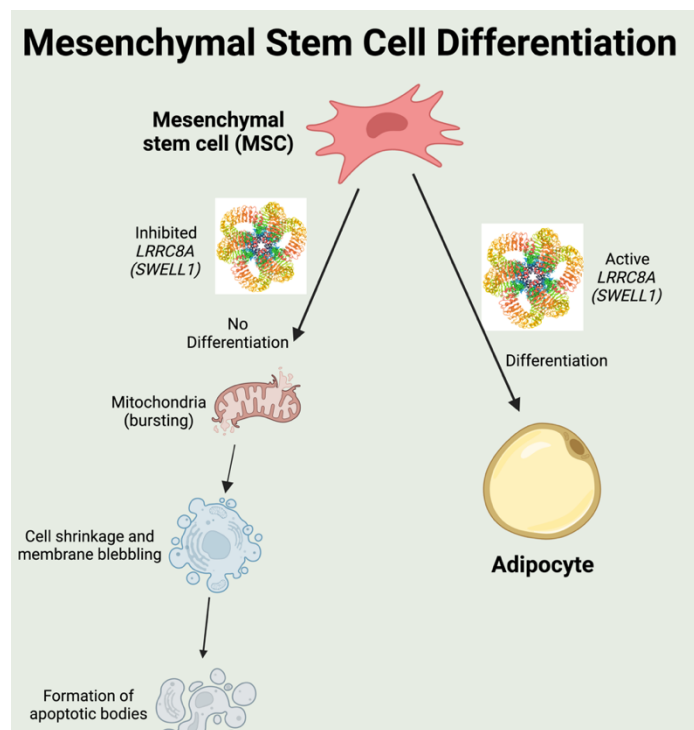 Mesenchymal Stem Cell Differentiation
Mesenchymal
stem cell (MSC)
Inhibited
LRRC8A
(SWELL1)
Active
LRRC8A
(SWELL1)
No
Differentiation
Differentiation
Mitochondria
(bursting)
Cell shrinkage and
membrane blebbling
Adipocyte
Formation of
apoptotic bodies